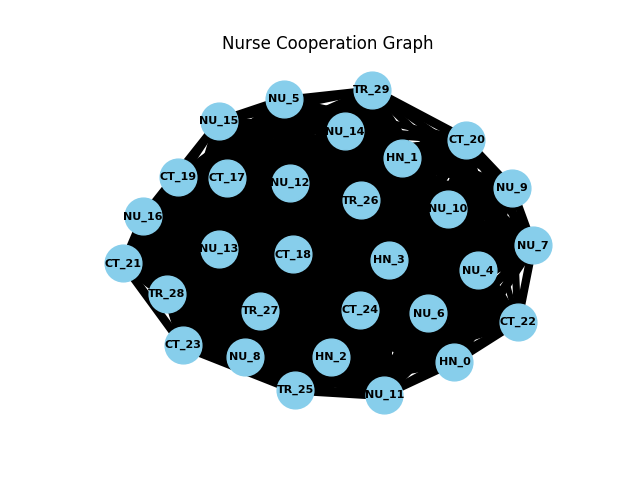 Nurse Cooperation Graph
TR_29
NU_5
NU_15
NU_14
CT_20
HN_1
CT_19
CT_17
NU_12
NU_9
TR_26
NU_10
NU_16
NU_7
NU_13
CT_18
HN_3
CT_21
NU_4
TR_28
TR_27
CT_24
NU_6
CT_22
CT_23
NU_8
HN_2
HN_0
TR_25
NU_11